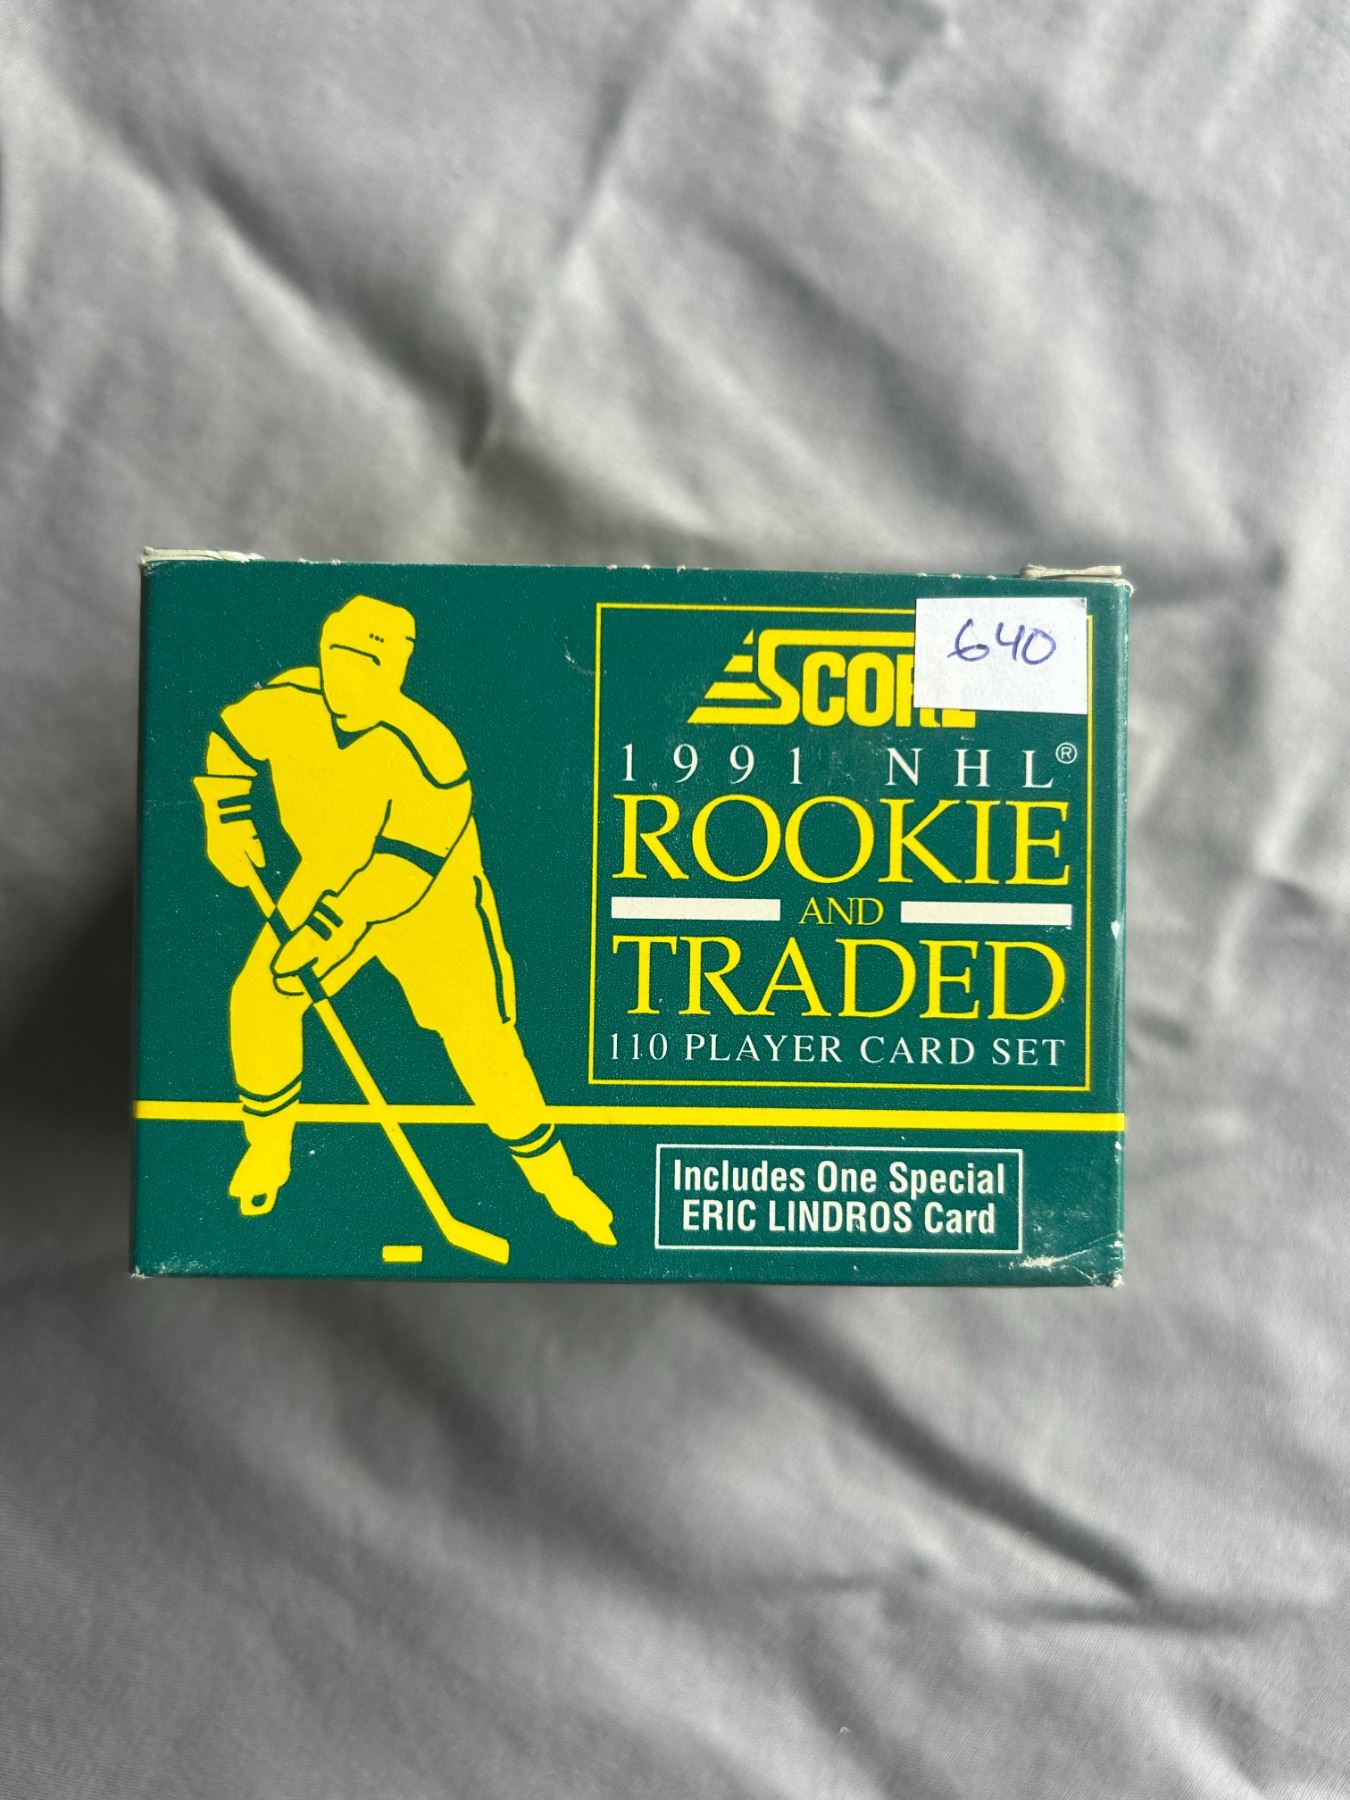 640
SCORE
1991 NHL®
ROOKIE
AND
TRADED
110 PLAYER CARD SET
Includes One Special
ERIC LINDROS Card